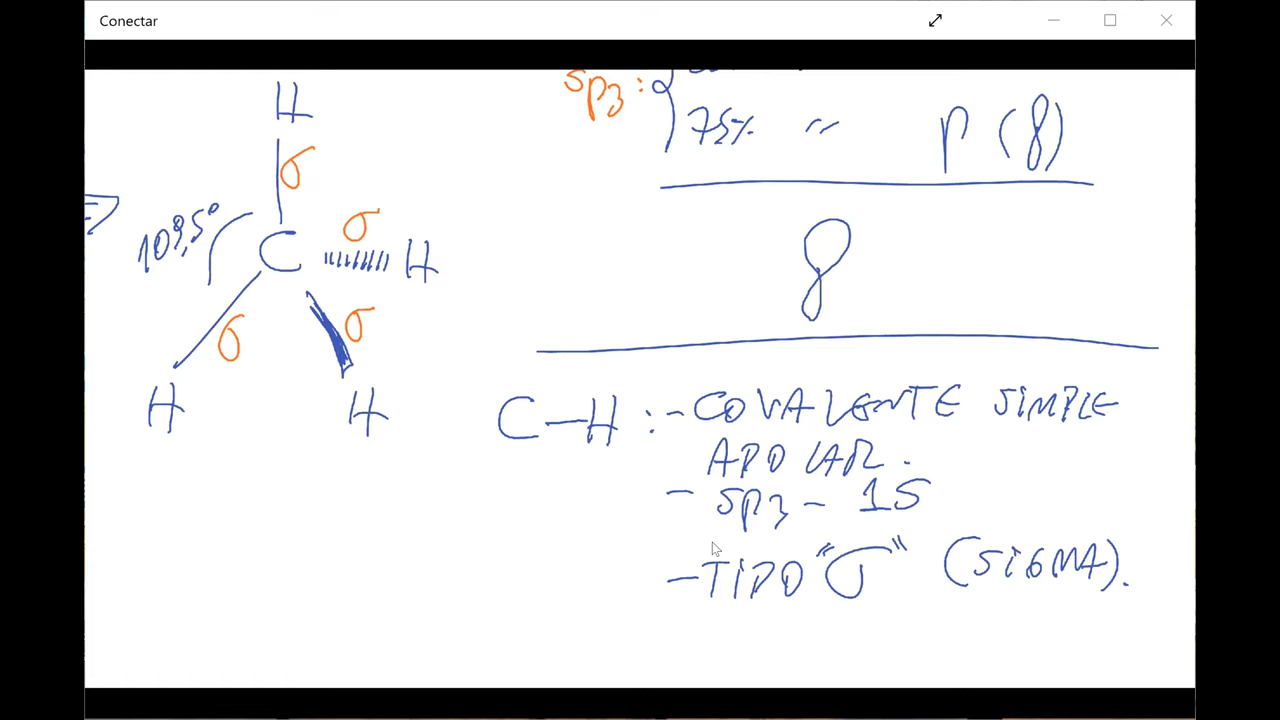 Conectar
H
sp3:
75% " p (8)
σ
109,5°
C σ H
σ σ
H H
C-H: -COVALENTE SIMPLE
APOLAR.
- sp3 - 1S
-TIPO "σ" (SIGMA).